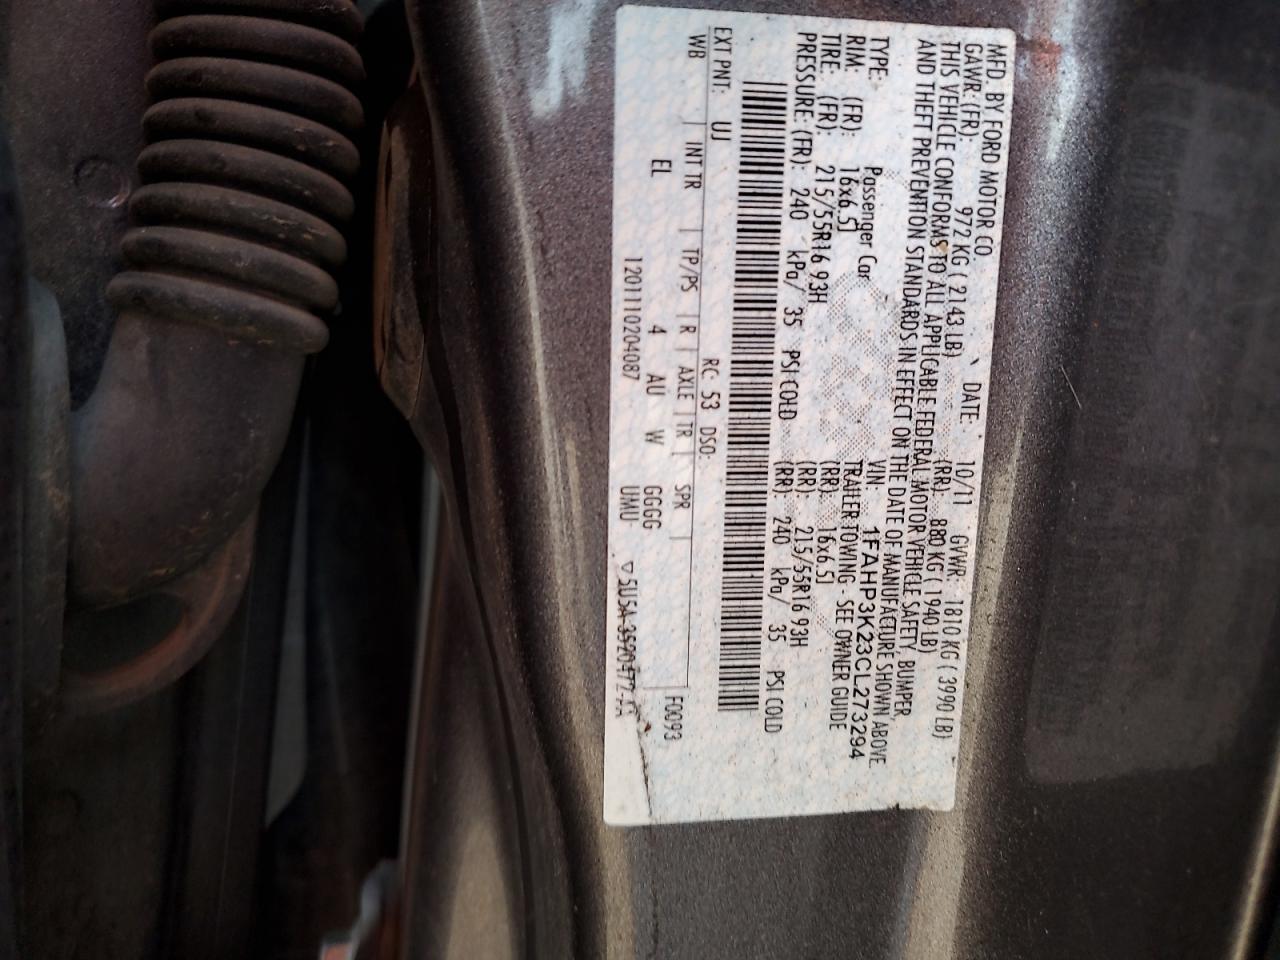 MFD. BY FORD MOTOR CO. DATE: 10/11 GVWR: 1810 KG ( 3990 LB)
GAWR: (FR): 972 KG ( 2143 LB) (RR): 880 KG ( 1940 LB)
THIS VEHICLE CONFORMS TO ALL APPLICABLE FEDERAL MOTOR VEHICLE SAFETY, BUMPER,
AND THEFT PREVENTION STANDARDS IN EFFECT ON THE DATE OF MANUFACTURE SHOWN ABOVE.
VIN: 1FAHP3K23CL273294
TYPE: Passenger Car TRAILER TOWING - SEE OWNER GUIDE
RIM: (FR): 16x6.5J (RR): 16x6.5J
TIRE: (FR): 215/55R16 93H (RR): 215/55R16 93H
PRESSURE: (FR): 240 kPa/ 35 PSI COLD (RR): 240 kPa/ 35 PSI COLD
EXT PNT: UJ RC: 53 DSO:
WB INT TR TP/PS R AXLE TR SPR F0093
EL 4 AU W GGGG
1201110204087 UMU
▽5U5A-3520472-AA